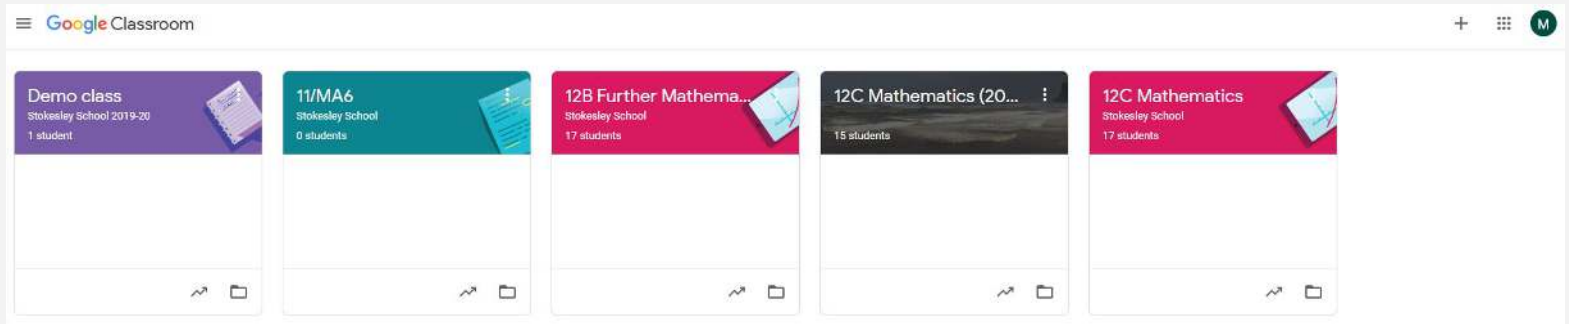 Google Classroom
M
Demo class
Stokesley School 2019-20
1 student
11/MA6
Stokesley School
0 students
12B Further Mathema...
Stokesley School
17 students
12C Mathematics (20...
15 students
12C Mathematics
Stokesley School
17 students